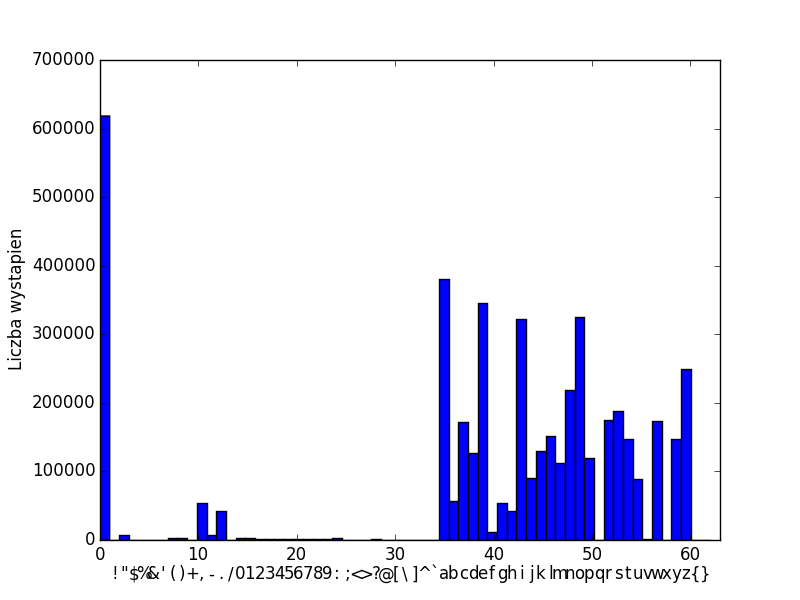 700000
600000
500000
400000
300000
200000
100000
0
Liczba wystapien
0 10 20 30 40 50 60
!"$%&'()+,-./0123456789:;<>?@[\]^`abcdefghijklmnopqrstuvwxyz{}